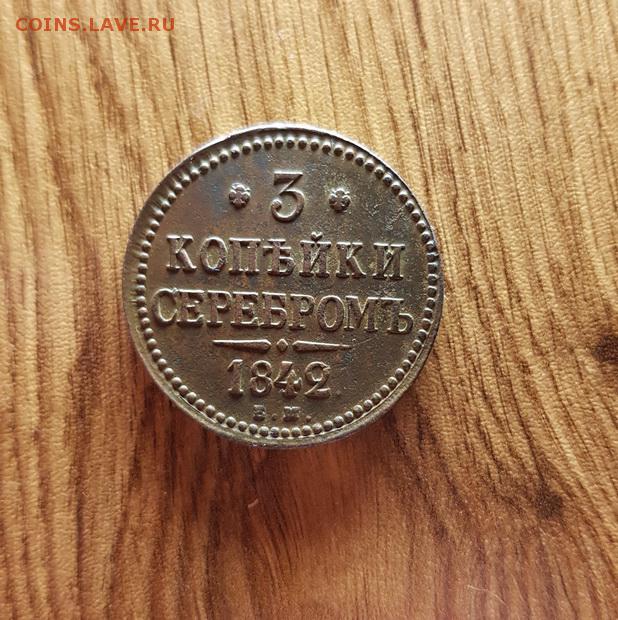 COINS.LAVE.RU
3
КОПѢЙКИ
СЕРЕБРОМЪ
1842.
Е.М.